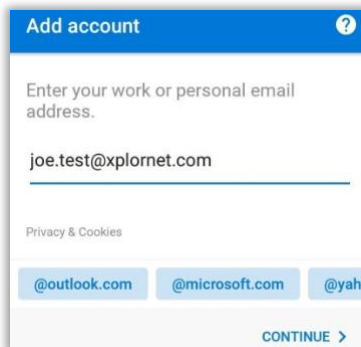 Add account ?
Enter your work or personal email
address.
joe.test@xplornet.com
Privacy & Cookies
@outlook.com @microsoft.com @yah
CONTINUE >